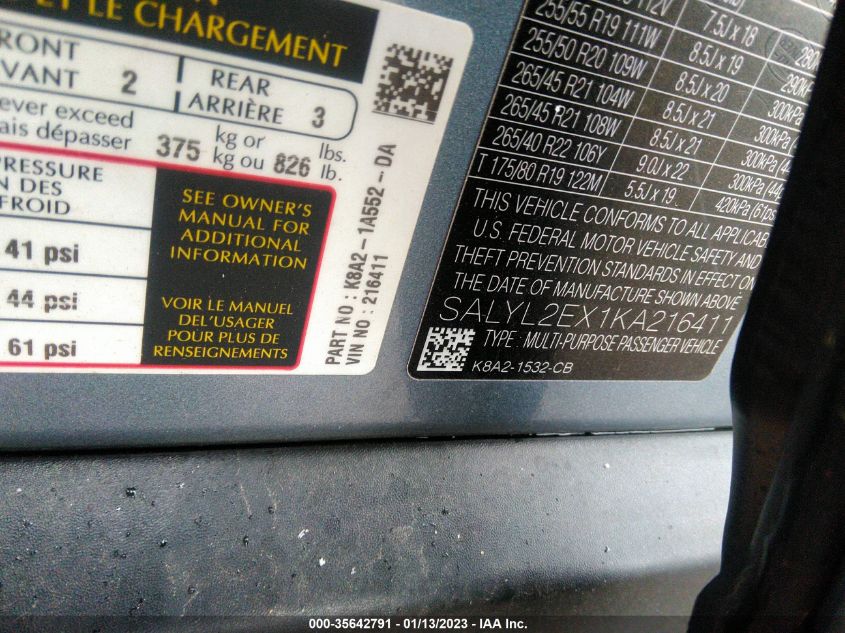 ET LE CHARGEMENT
2
REAR
3
ARRIÈRE
ever exceed
375
kg or
826
lbs.
ais dépasser
kg ou
lb.
PRESSURE
N DES
FROID
41 psi
44 psi
61 psi
SEE OWNER'S
MANUAL FOR
ADDITIONAL
INFORMATION
VOIR LE MANUEL
DEL'USAGER
POUR PLUS DE
RENSEIGNEMENTS
PART NO : K8A2-1A552-DA
VIN NO : 216411
112V 7.5J x 18
255/55 R19 111W 8.5J x 19
255/50 R20 109W 8.5J x 20
265/45 R21 104W 8.5J x 21 300kPa
265/45 R21 108W 8.5J x 21 300kPa
265/40 R22 106Y 9.0J x 22 300kPa
T 175/80 R19 122M 5.5J x 19 420kPa
THIS VEHICLE CONFORMS TO ALL APPLICAB
U.S. FEDERAL MOTOR VEHICLE SAFETY AND
THEFT PREVENTION STANDARDS IN EFFECT ON
THE DATE OF MANUFACTURE SHOWN ABOVE
SALYL2EX1KA216411
TYPE: MULTI-PURPOSE PASSENGER VEHICLE
K8A2-1532-CB
000-35642791 - 01/13/2023 - IAA Inc.